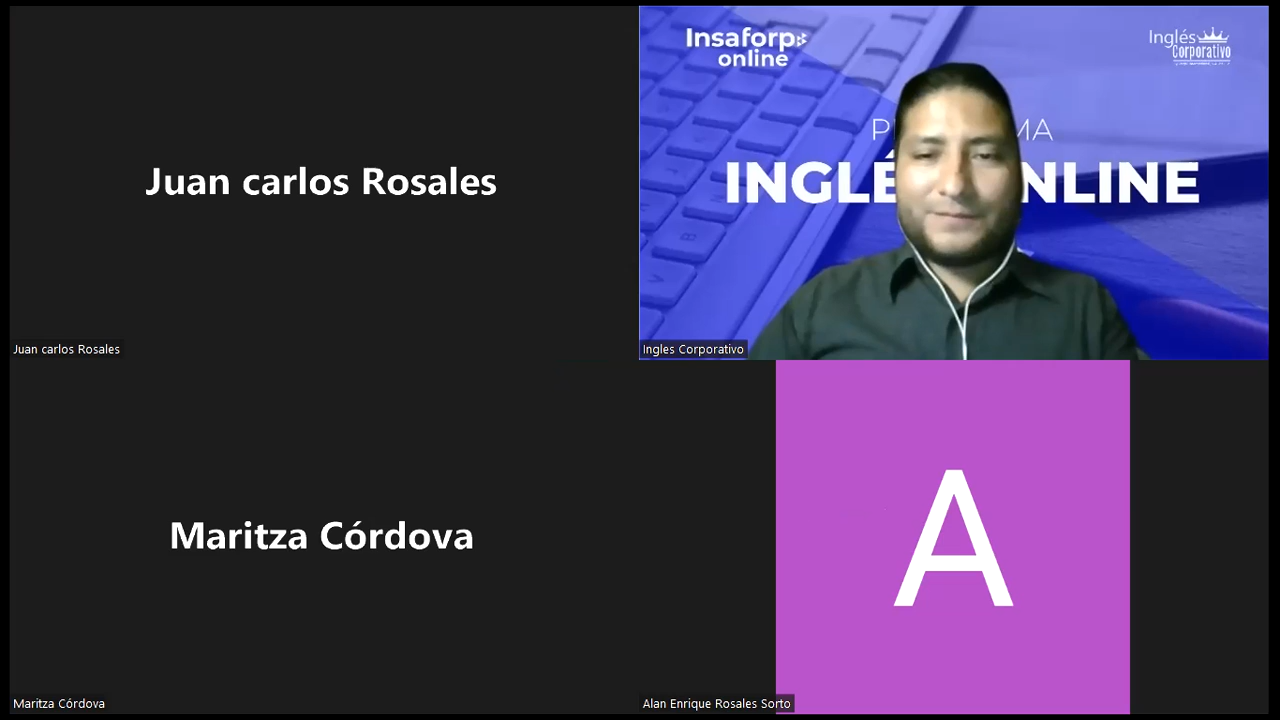 Juan carlos Rosales
Juan carlos Rosales
Insaforp
online
Inglés
Corporativo
P MA
INGLÉ NLINE
Ingles Corporativo
Maritza Córdova
Maritza Córdova
A
Alan Enrique Rosales Sorto